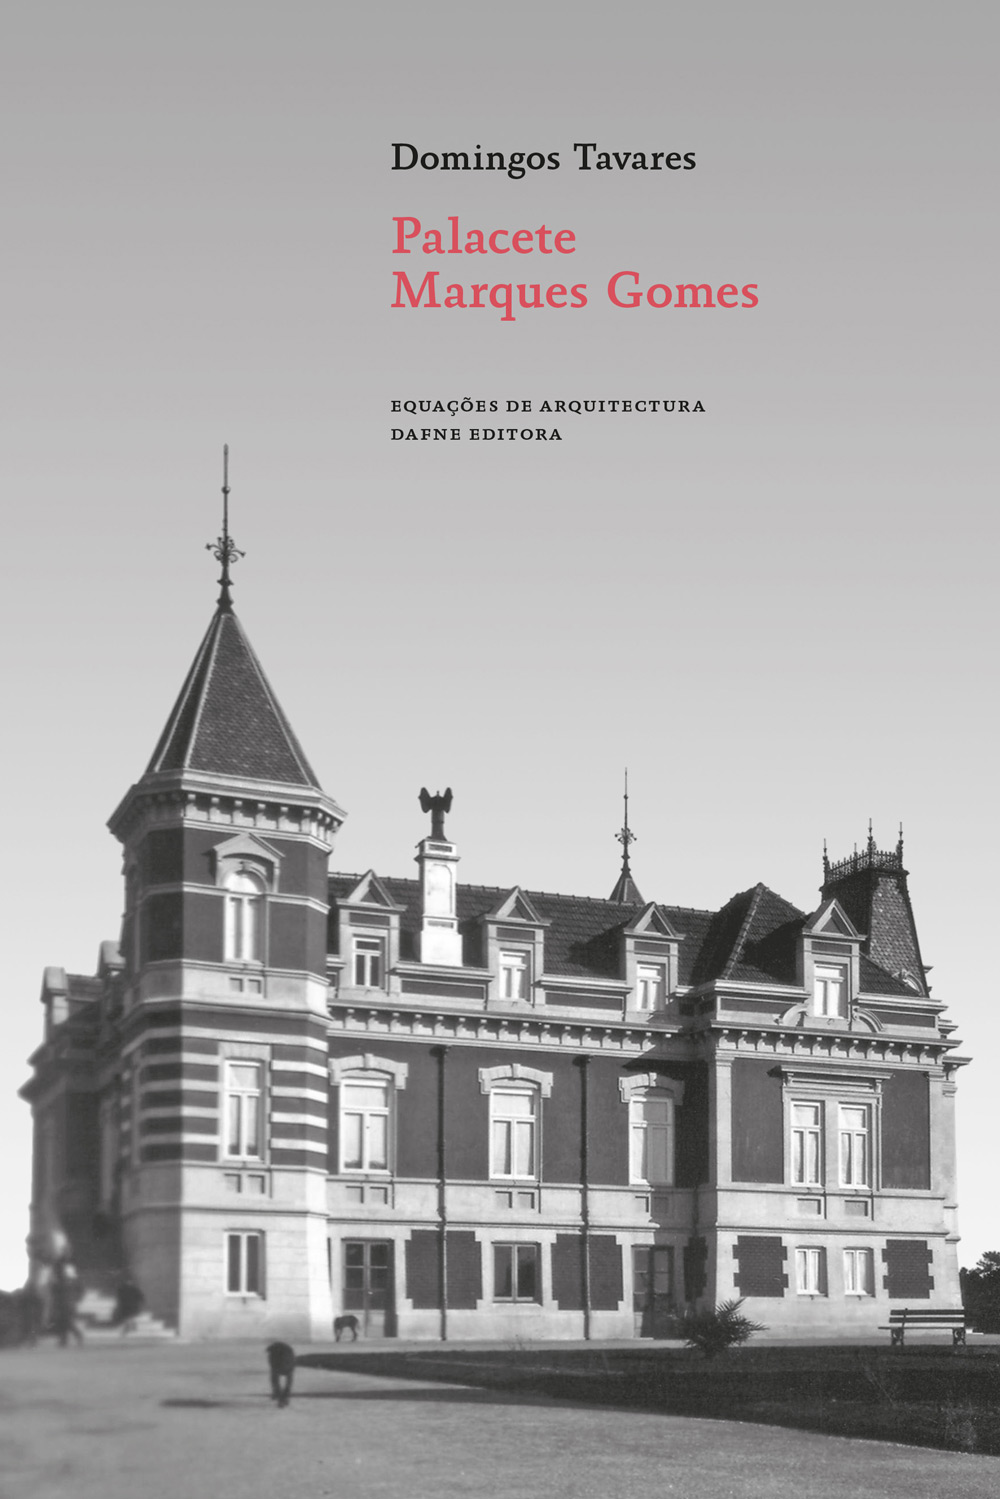 Domingos Tavares
Palacete
Marques Gomes
EQUAÇÕES DE ARQUITECTURA
DAFNE EDITORA